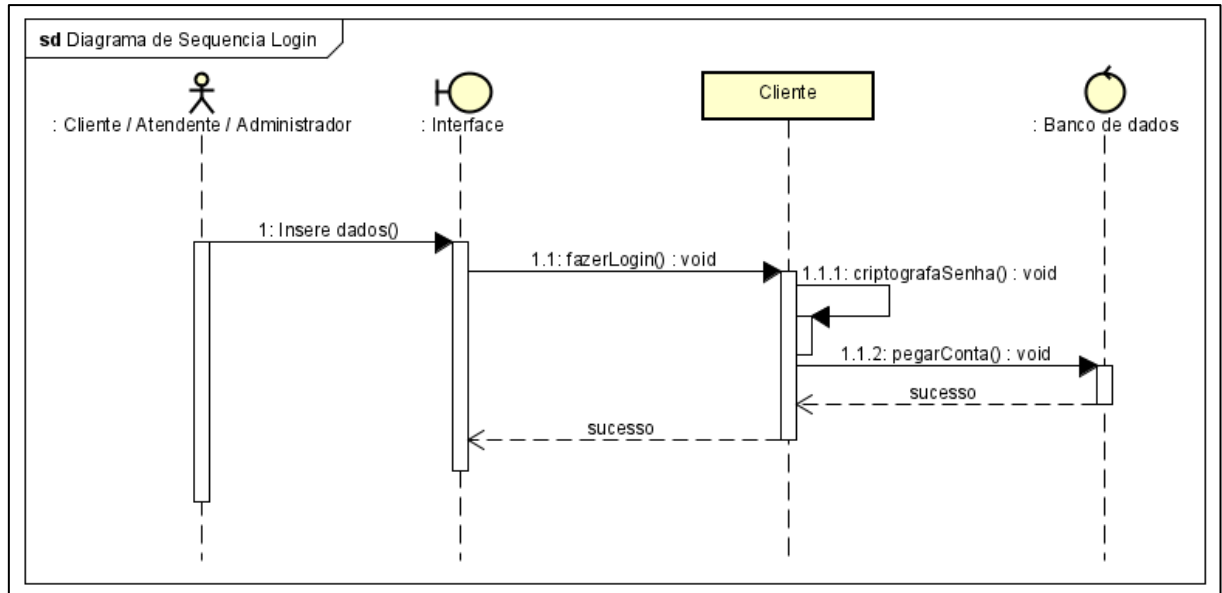 sd Diagrama de Sequencia Login
: Cliente / Atendente / Administrador
: Interface
Cliente
: Banco de dados
1: Insere dados()
1.1: fazerLogin() : void
1.1.1: criptografaSenha() : void
1.1.2: pegarConta() : void
sucesso
sucesso